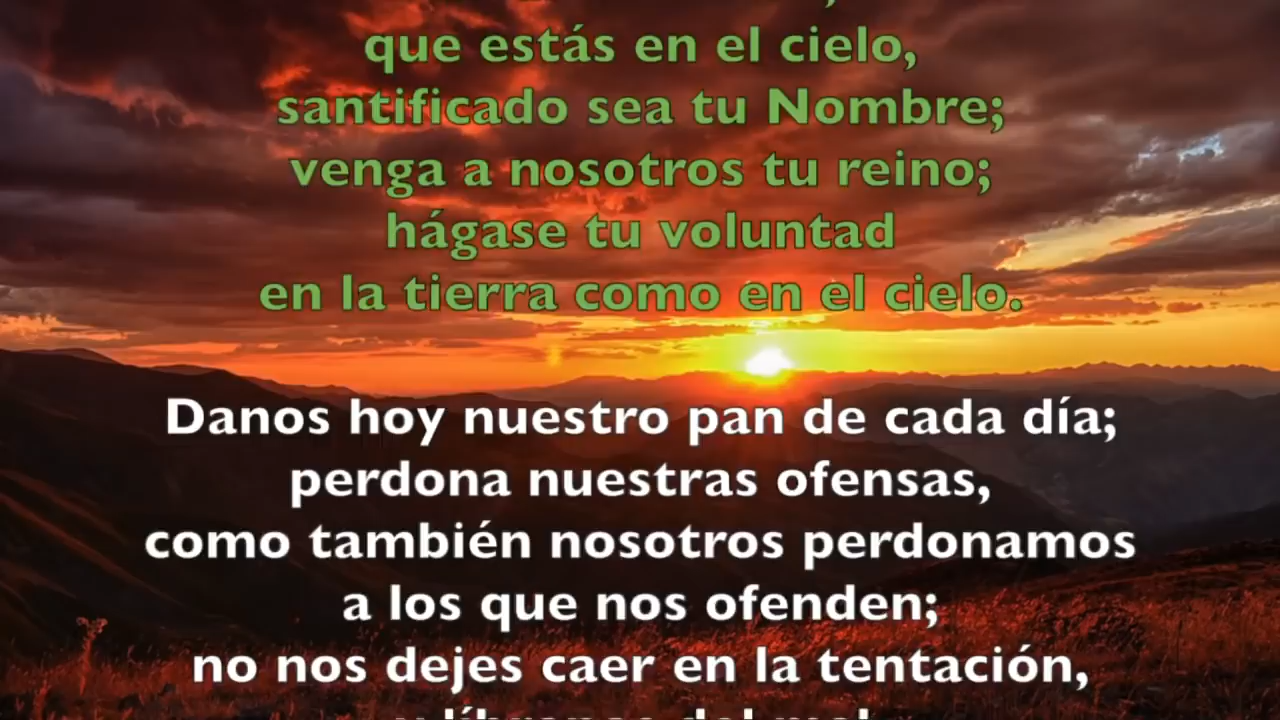 que estás en el cielo,
santificado sea tu Nombre;
venga a nosotros tu reino;
hágase tu voluntad
en la tierra como en el cielo.
Danos hoy nuestro pan de cada día;
perdona nuestras ofensas,
como también nosotros perdonamos
a los que nos ofenden;
no nos dejes caer en la tentación,